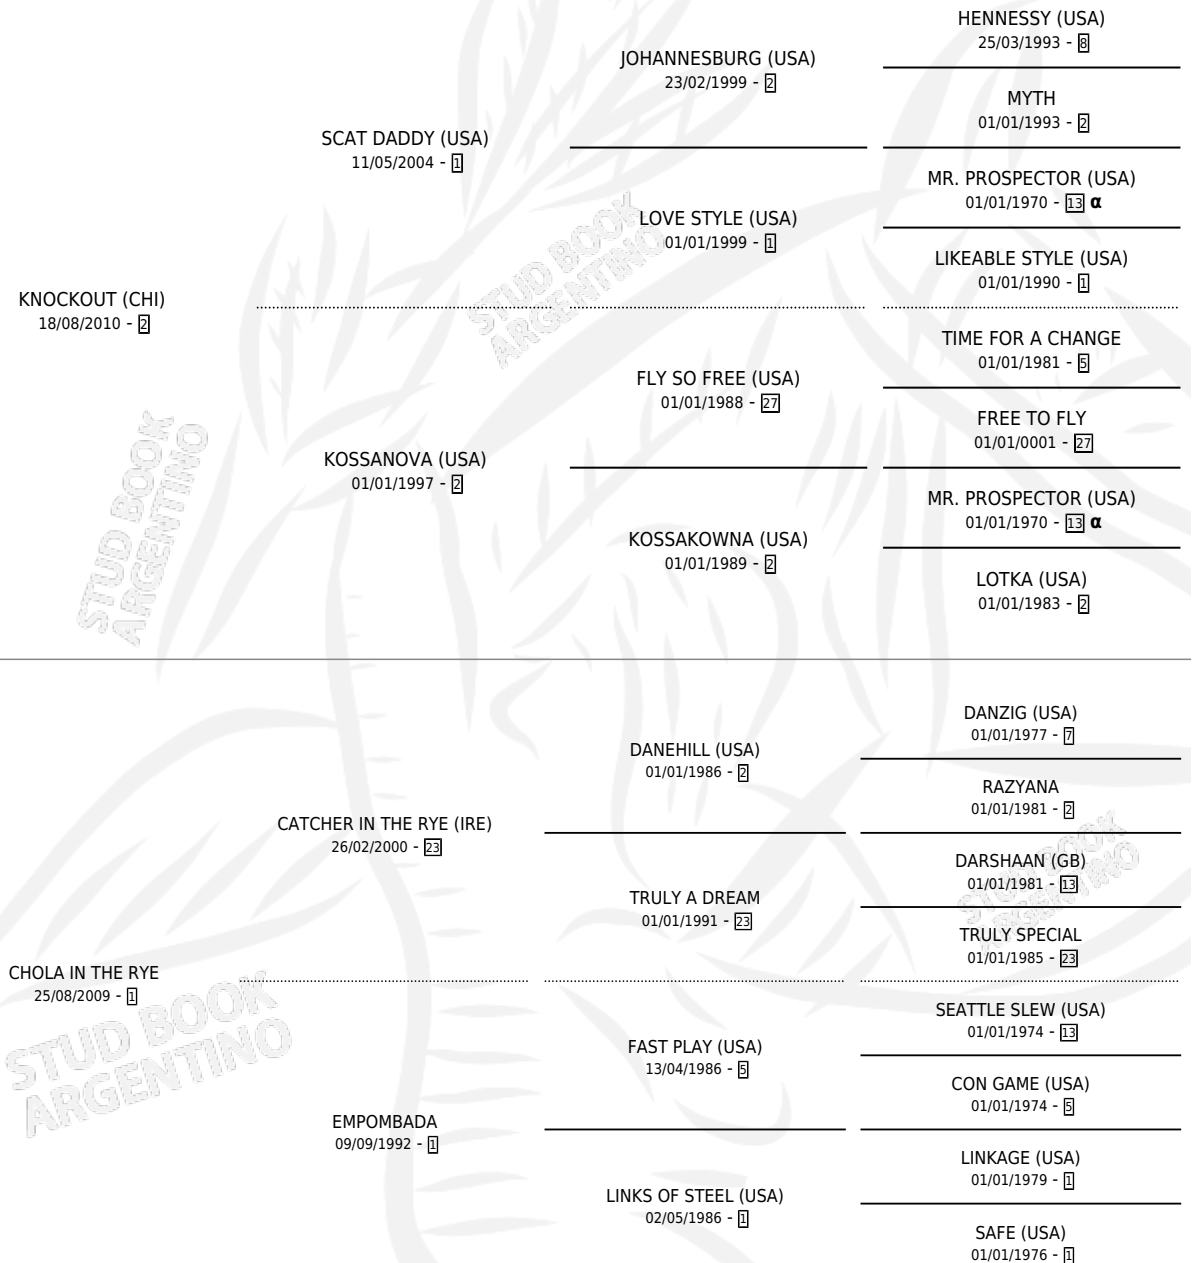 HENNESSY (USA)
25/03/1993 - 8
JOHANNESBURG (USA)
23/02/1999 - 2
MYTH
01/01/1993 - 2
SCAT DADDY (USA)
11/05/2004 - 1
MR. PROSPECTOR (USA)
01/01/1970 - 13 α
LOVE STYLE (USA)
01/01/1999 - 1
LIKEABLE STYLE (USA)
01/01/1990 - 1
KNOCKOUT (CHI)
18/08/2010 - 2
TIME FOR A CHANGE
01/01/1981 - 5
FLY SO FREE (USA)
01/01/1988 - 27
FREE TO FLY
01/01/0001 - 27
KOSSANOVA (USA)
01/01/1997 - 2
MR. PROSPECTOR (USA)
01/01/1970 - 13 α
KOSSAKOWNA (USA)
01/01/1989 - 2
LOTKA (USA)
01/01/1983 - 2
DANZIG (USA)
01/01/1977 - 7
DANEHILL (USA)
01/01/1986 - 2
RAZYANA
01/01/1981 - 2
CATCHER IN THE RYE (IRE)
26/02/2000 - 23
DARSHAAN (GB)
01/01/1981 - 13
TRULY A DREAM
01/01/1991 - 23
TRULY SPECIAL
01/01/1985 - 23
CHOLA IN THE RYE
25/08/2009 - 1
SEATTLE SLEW (USA)
01/01/1974 - 13
FAST PLAY (USA)
13/04/1986 - 5
CON GAME (USA)
01/01/1974 - 5
EMPOMBADA
09/09/1992 - 1
LINKAGE (USA)
01/01/1979 - 1
LINKS OF STEEL (USA)
02/05/1986 - 1
SAFE (USA)
01/01/1976 - 1
STUD BOOK
ARGENTINO
STUD BOOK
ARGENTINO
STUD BOOK
ARGENTINO
STUD BOOK
ARGENTINO